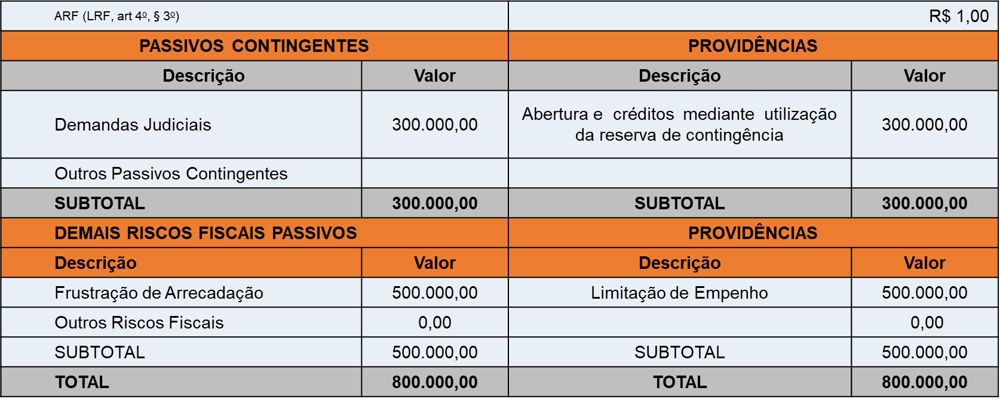 ARF (LRF, art 4º, § 3º) R$ 1,00
PASSIVOS CONTINGENTES PROVIDÊNCIAS
Descrição Valor Descrição Valor
Demandas Judiciais 300.000,00 Abertura e créditos mediante utilização
da reserva de contingência 300.000,00
Outros Passivos Contingentes
SUBTOTAL 300.000,00 SUBTOTAL 300.000,00
DEMAIS RISCOS FISCAIS PASSIVOS PROVIDÊNCIAS
Descrição Valor Descrição Valor
Frustração de Arrecadação 500.000,00 Limitação de Empenho 500.000,00
Outros Riscos Fiscais 0,00 0,00
SUBTOTAL 500.000,00 SUBTOTAL 500.000,00
TOTAL 800.000,00 TOTAL 800.000,00